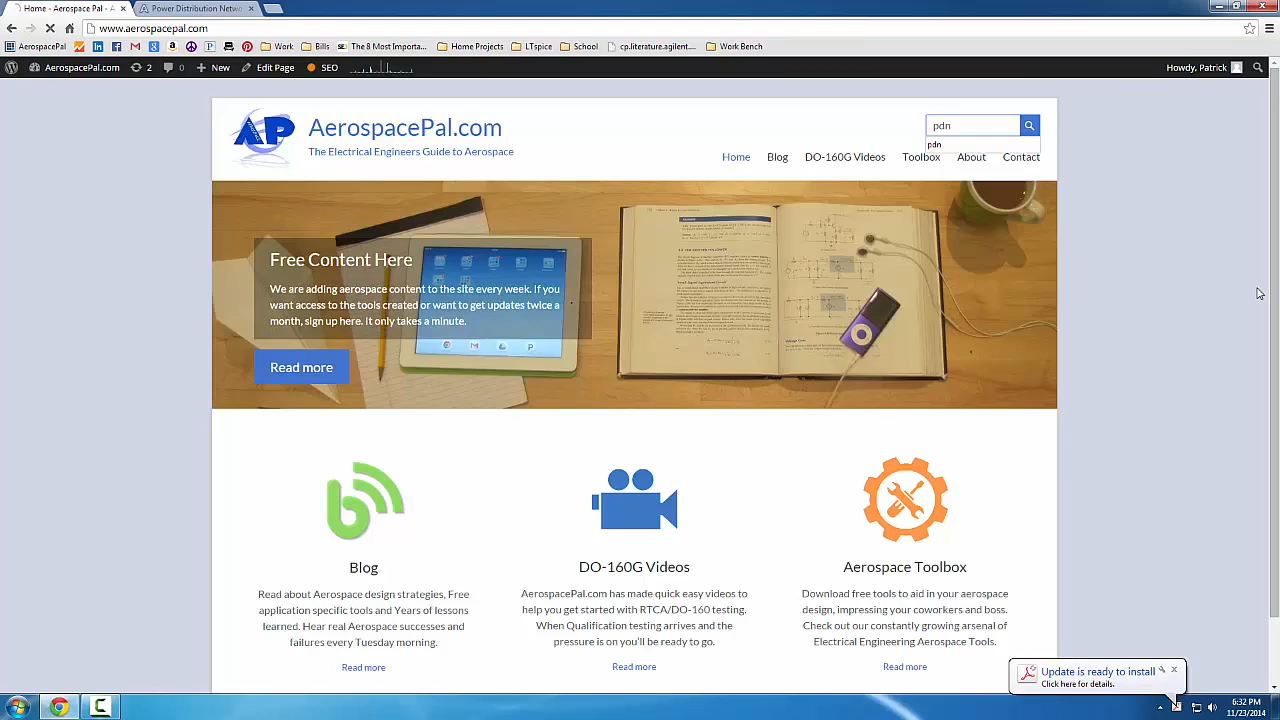 Home - Aerospace Pal - A
Power Distribution Netwo
www.aerospacepal.com
AerospacePal
Work
Bills
The 8 Most Importa...
Home Projects
LTspice
School
cp.literature.agilent....
Work Bench
AerospacePal.com
2
0
New
Edit Page
SEO
Howdy, Patrick
AP
AerospacePal.com
The Electrical Engineers Guide to Aerospace
pdn
pdn
Home
Blog
DO-160G Videos
Toolbox
About
Contact
Free Content Here
We are adding aerospace content to the site every week. If you
want access to the tools created or want to get updates twice a
month, sign up here. It only takes a minute.
Read more
Blog
Read about Aerospace design strategies, Free
application specific tools and Years of lessons
learned. Hear real Aerospace successes and
failures every Tuesday morning.
Read more
DO-160G Videos
AerospacePal.com has made quick easy videos to
help you get started with RTCA/DO-160 testing.
When Qualification testing arrives and the
pressure is on you'll be ready to go.
Read more
Aerospace Toolbox
Download free tools to aid in your aerospace
design, impressing your coworkers and boss.
Check out our constantly growing arsenal of
Electrical Engineering Aerospace Tools.
Read more
Update is ready to install
Click here for details.
6:32 PM
11/23/2014